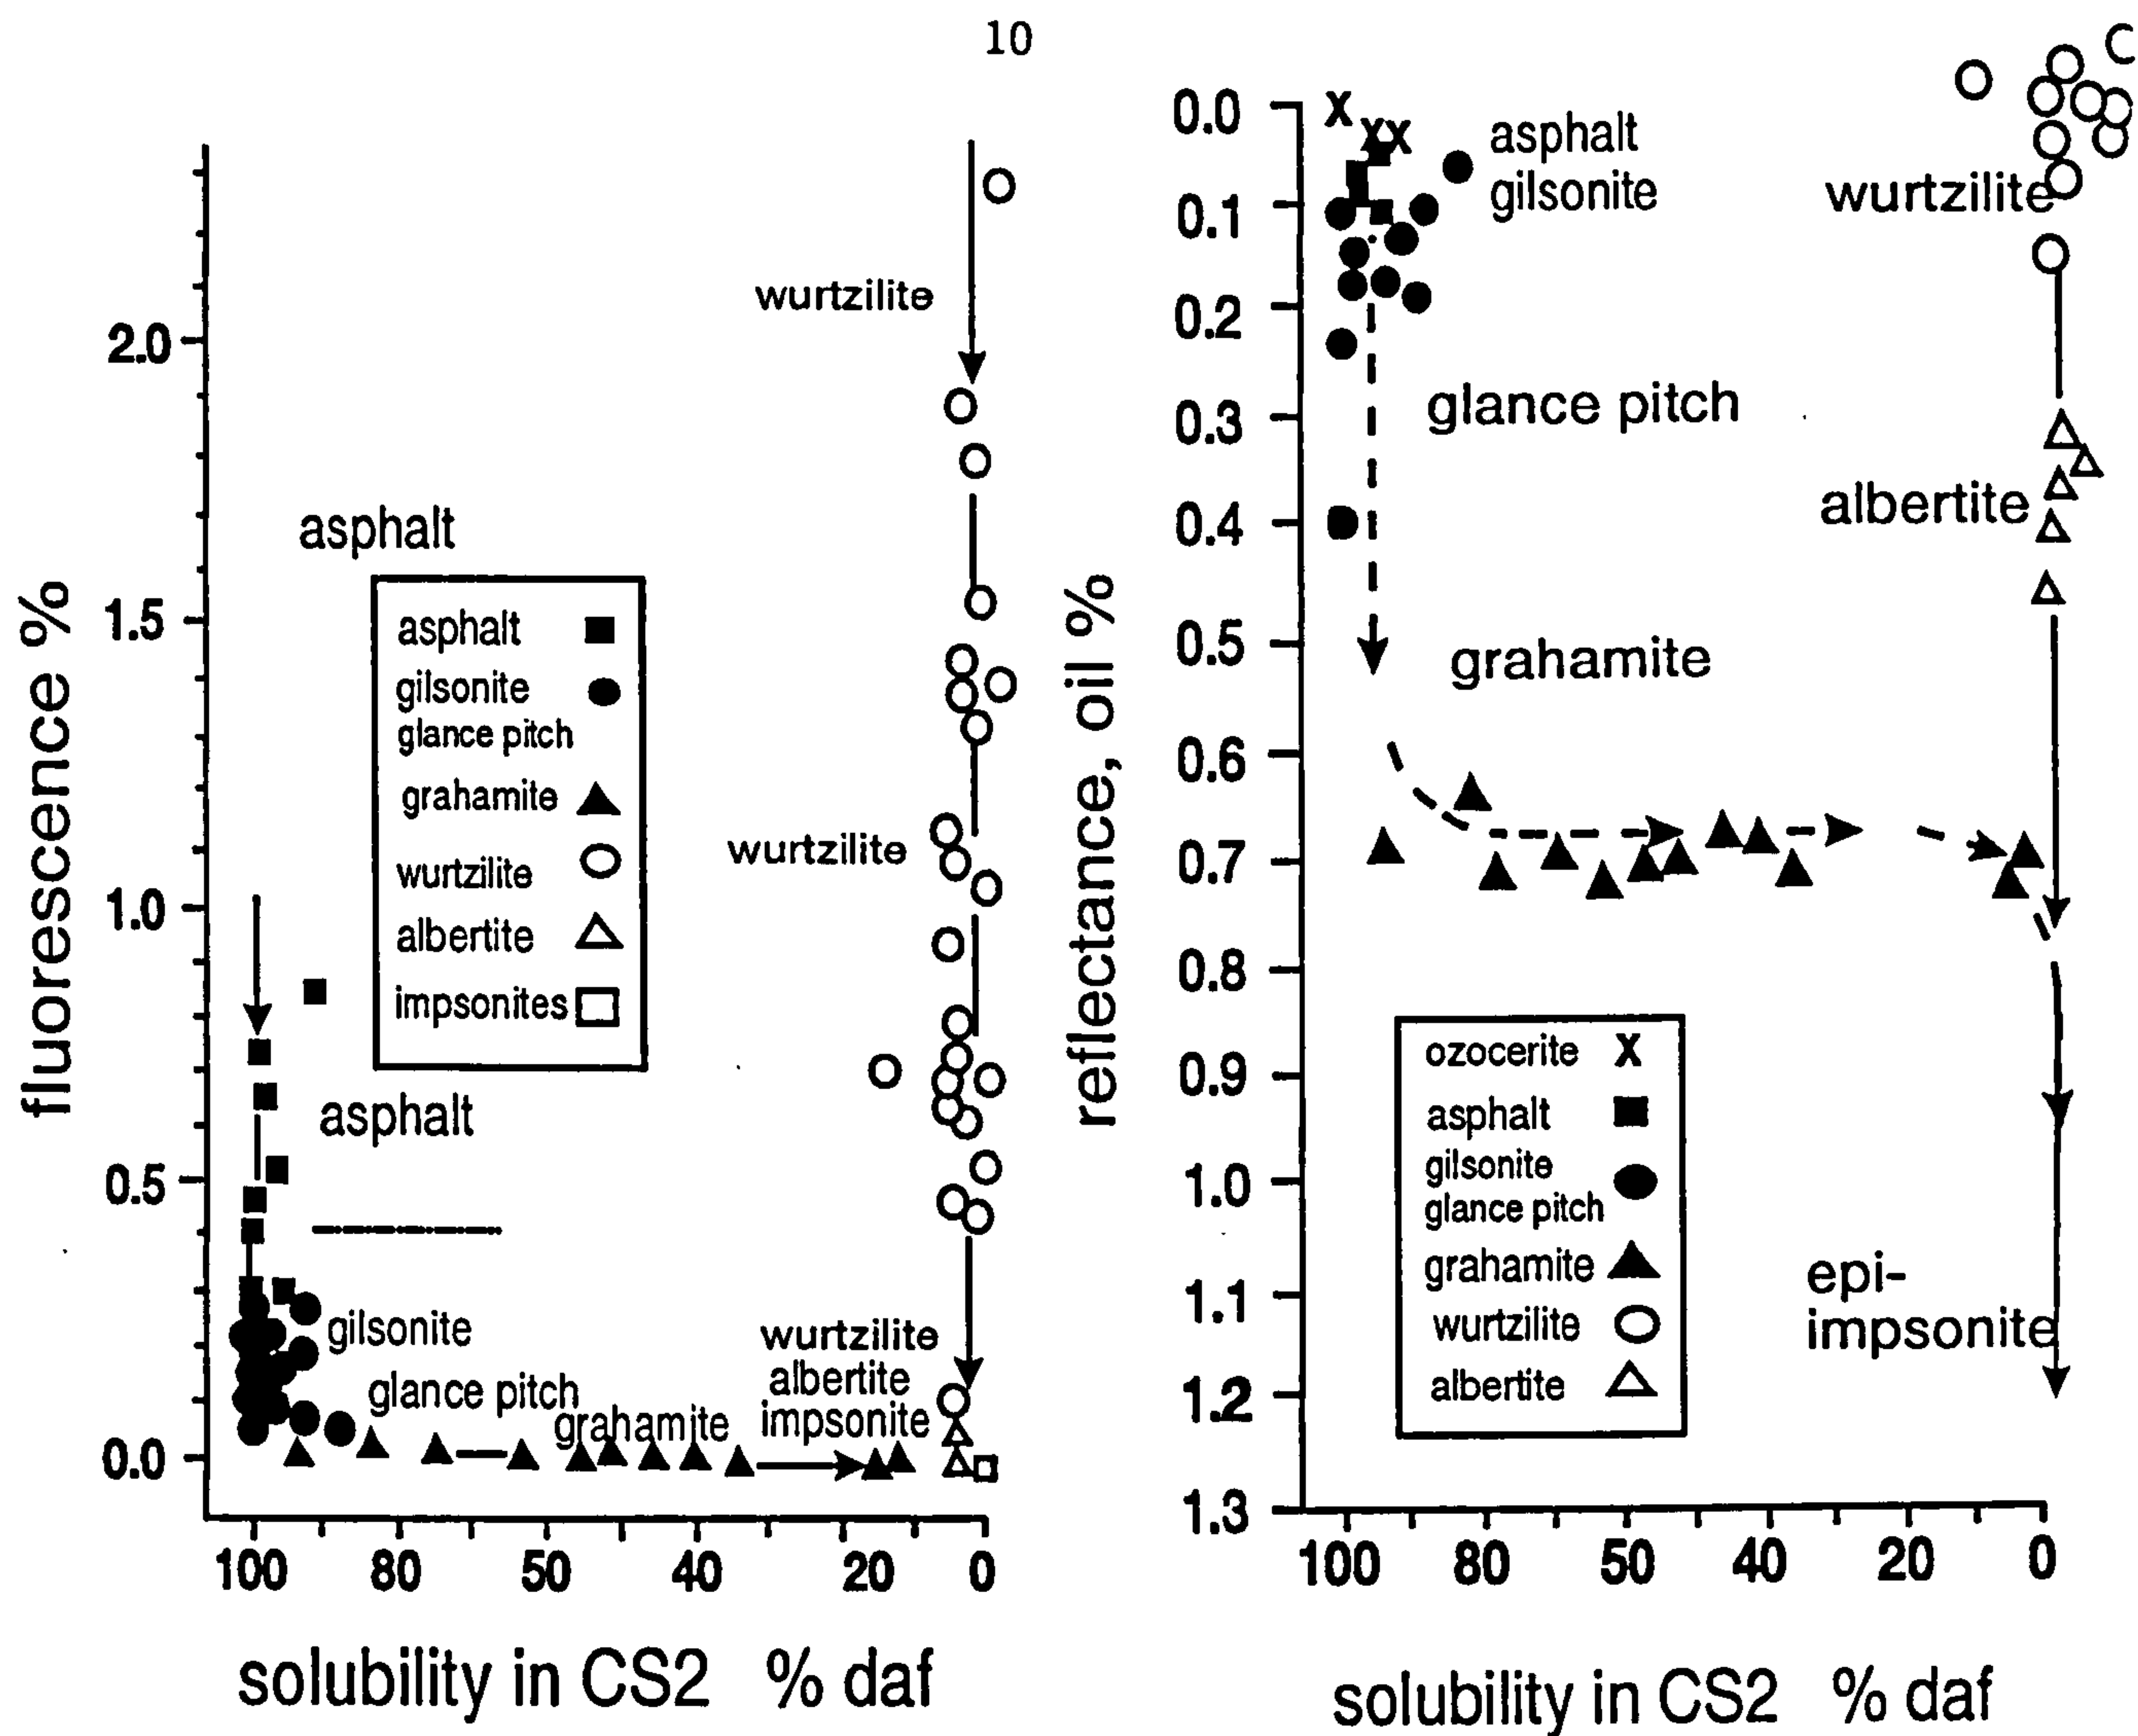 10
fluorescence %
2.0
1.5
1.0
0.5
0.0
wurtzilite
asphalt
asphalt
gilsonite
glance pitch
grahamite
wurtzilite
albertite
impsonites
wurtzilite
asphalt
gilsonite
glance pitch
grahamite
wurtzilite
albertite
impsonite
100 80 50 40 20 0
solubility in CS2 % daf
reflectance, oil %
0.0
0.1
0.2
0.3
0.4
0.5
0.6
0.7
0.8
0.9
1.0
1.1
1.2
1.3
asphalt
gilsonite
wurtzilite
glance pitch
albertite
grahamite
ozocerite X
asphalt
gilsonite
glance pitch
grahamite
wurtzilite
albertite
epi-
impsonite
100 80 50 40 20 0
solubility in CS2 % daf